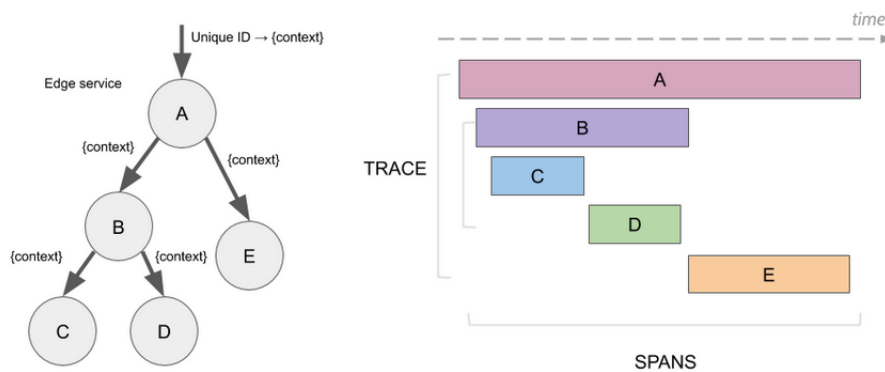 Unique ID → {context}
Edge service
A
{context}
{context}
B
E
{context}
{context}
C
D
time
A
B
TRACE
C
D
E
SPANS